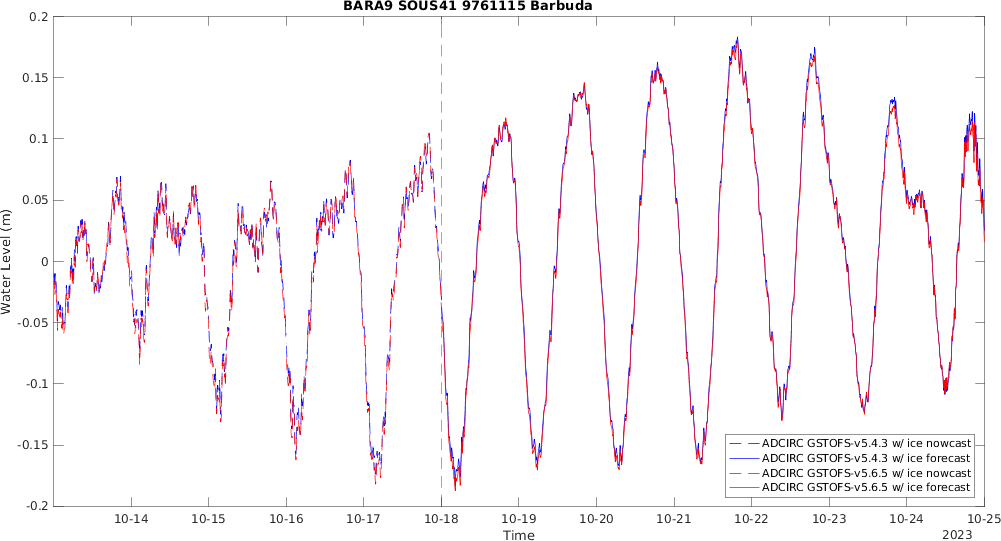 BARA9 SOUS41 9761115 Barbuda
0.2
0.15
0.1
0.05
0
-0.05
-0.1
-0.15
-0.2
Water Level (m)
10-14 10-15 10-16 10-17 10-18 10-19 10-20 10-21 10-22 10-23 10-24 10-25
Time
2023
ADCIRC GSTOFS-v5.4.3 w/ ice nowcast
ADCIRC GSTOFS-v5.4.3 w/ ice forecast
ADCIRC GSTOFS-v5.6.5 w/ ice nowcast
ADCIRC GSTOFS-v5.6.5 w/ ice forecast